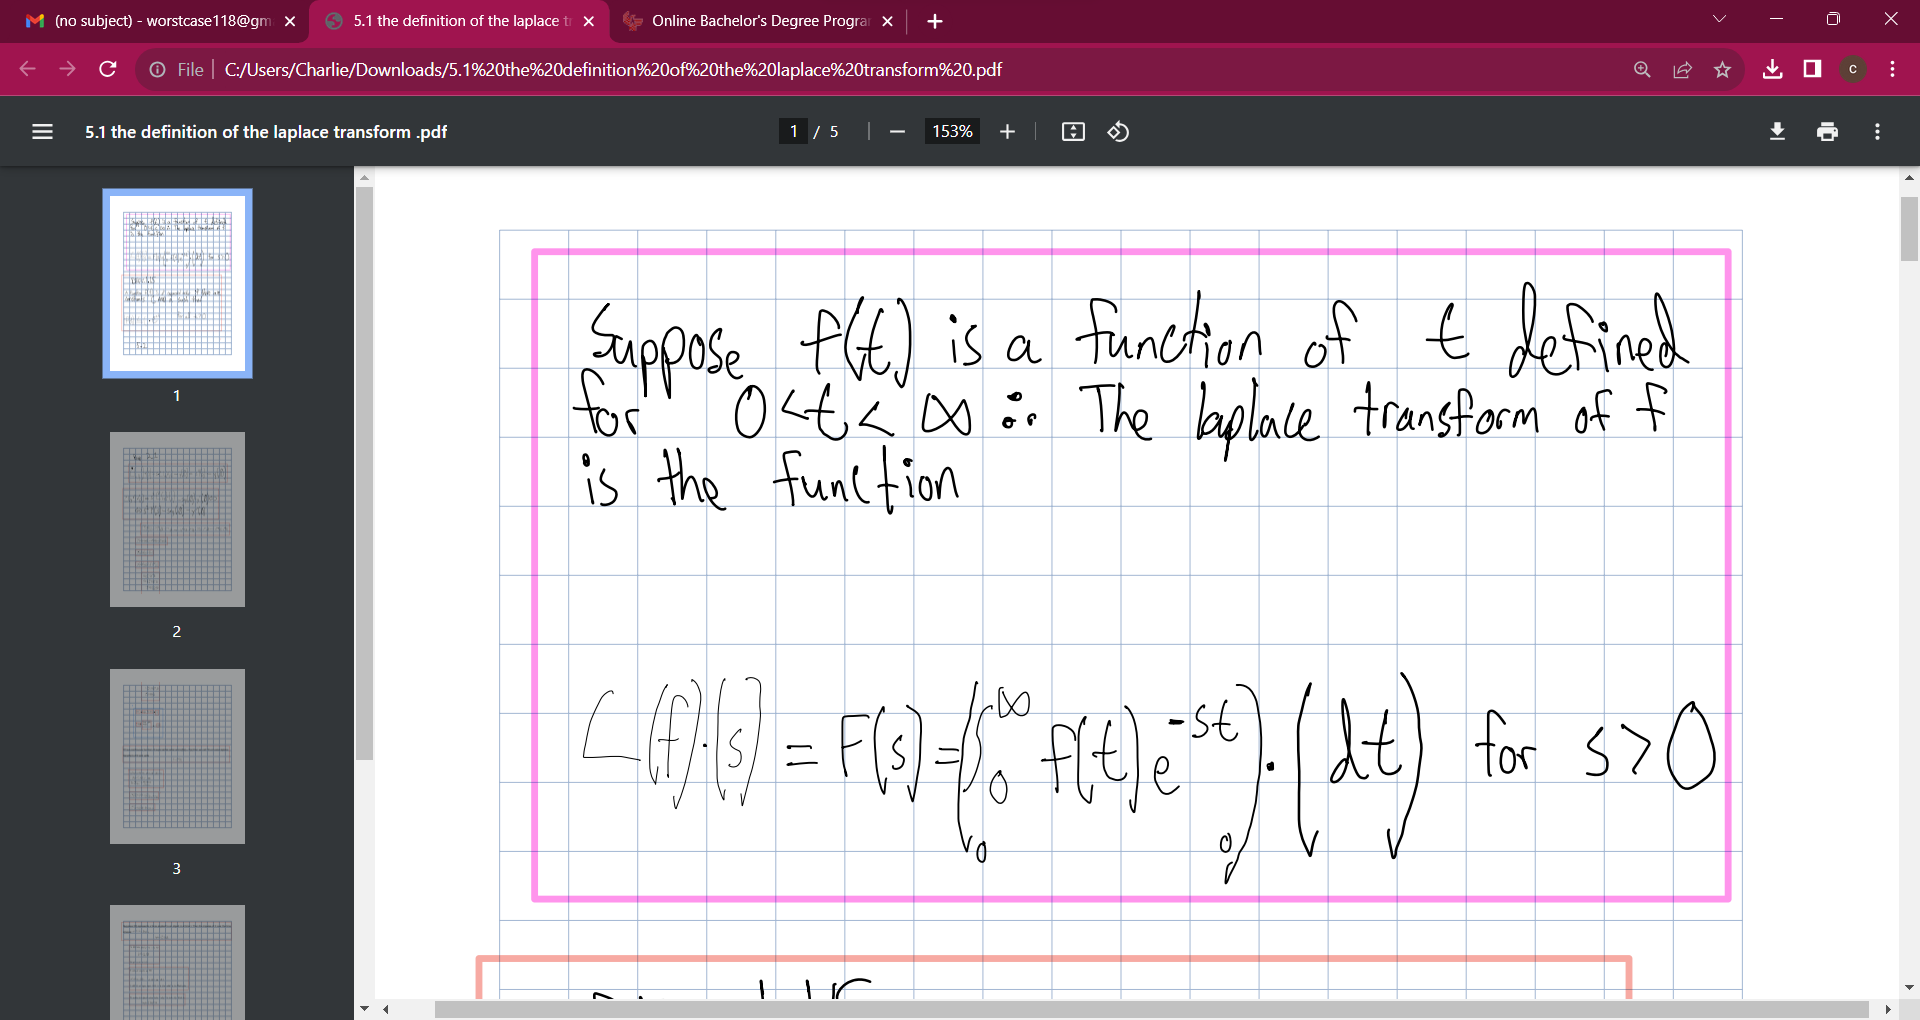 (no subject) - worstcase118@gm
5.1 the definition of the laplace tr
Online Bachelor's Degree Progra
File
C:/Users/Charlie/Downloads/5.1%20the%20definition%20of%20the%20laplace%20transform%20.pdf
c
5.1 the definition of the laplace transform .pdf
1 / 5
153%
1
2
3
Suppose f(t) is a function of t defined
for 0 < t < ∞ ∴ The laplace transform of f
is the function
L(f)·(s) = F(s) = (∫₀^∞ f(t)e^-st)·(dt) for s > 0